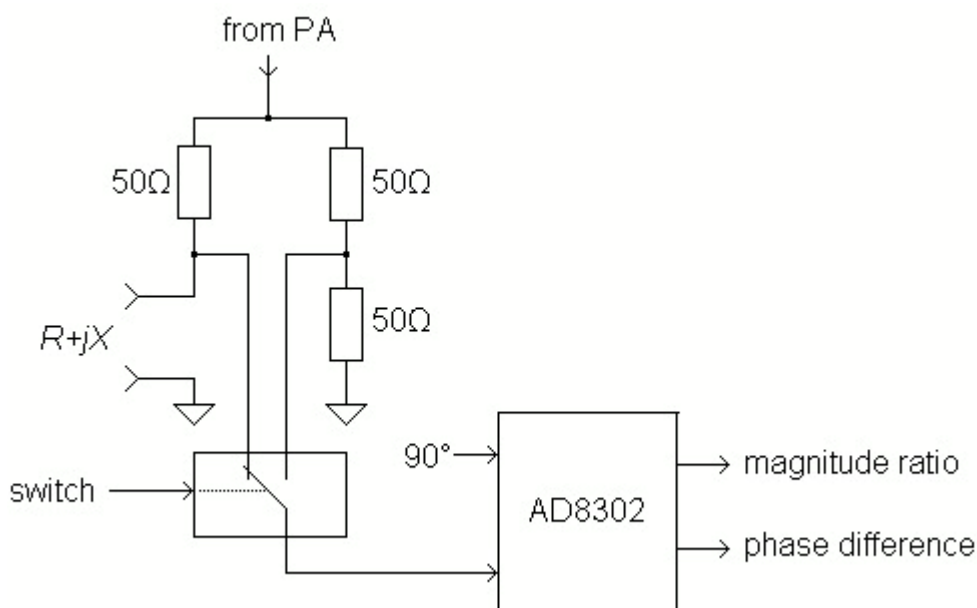 from PA
50Ω
50Ω
50Ω
R+jX
switch
90°
AD8302
magnitude ratio
phase difference